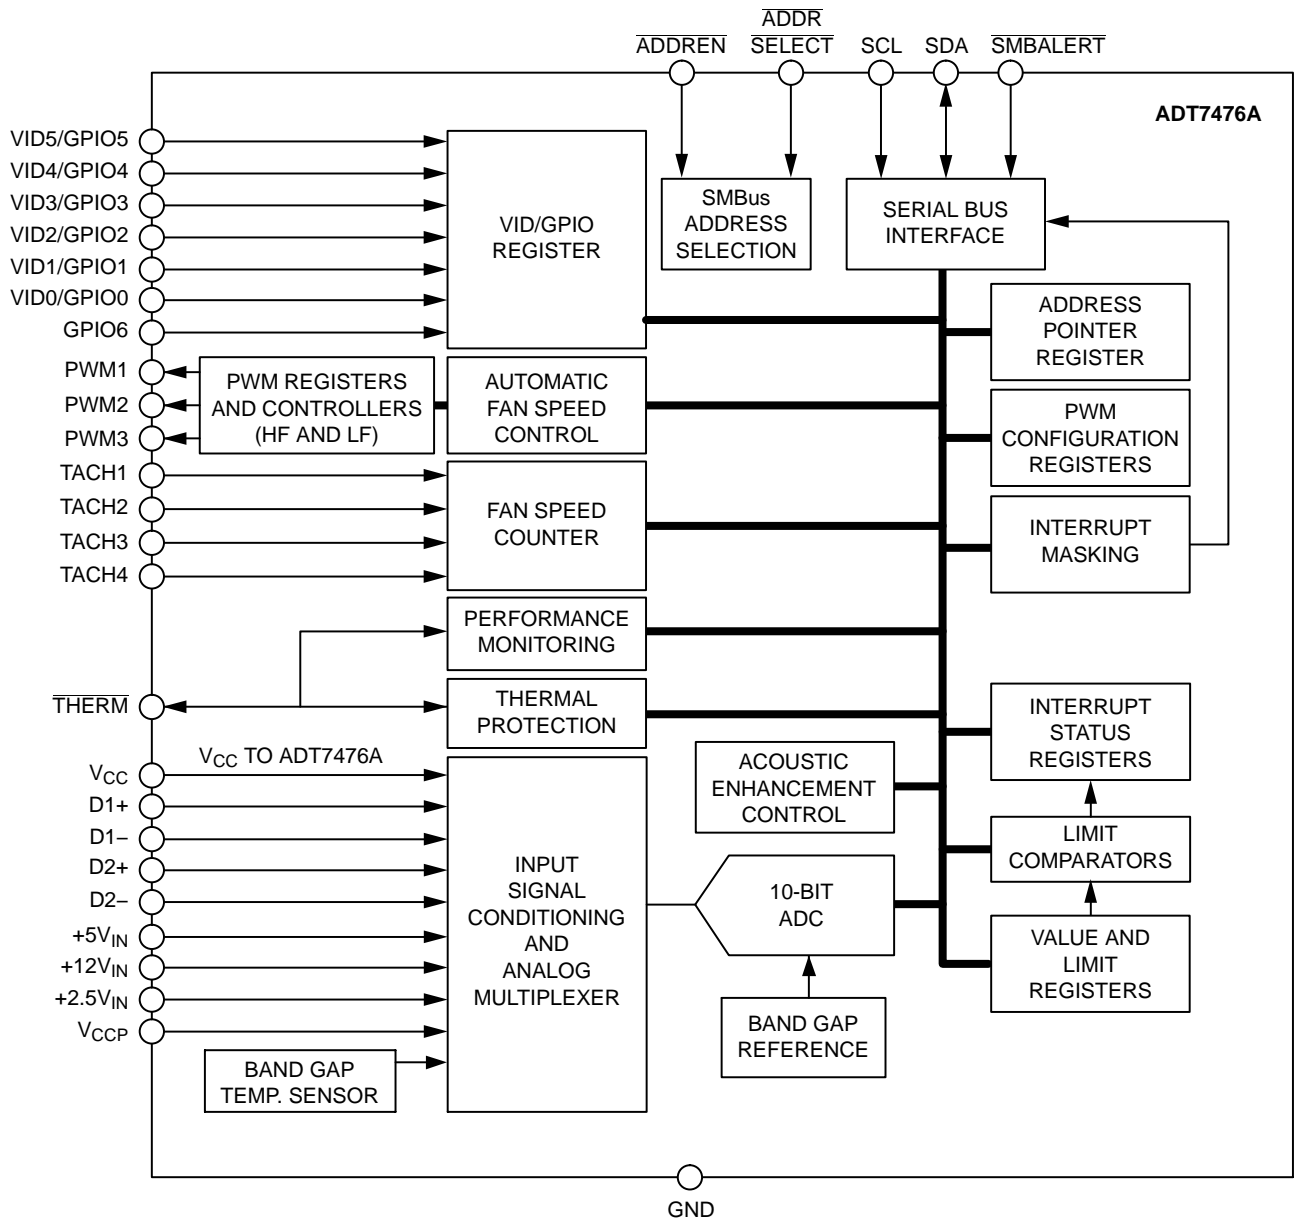 ADDREN
ADDR
SELECT
SCL
SDA
SMBALERT
ADT7476A
VID5/GPIO5
VID4/GPIO4
VID3/GPIO3
VID2/GPIO2
VID1/GPIO1
VID0/GPIO0
GPIO6
VID/GPIO
REGISTER
SMBus
ADDRESS
SELECTION
SERIAL BUS
INTERFACE
ADDRESS
POINTER
REGISTER
PWM1
PWM2
PWM3
PWM REGISTERS
AND CONTROLLERS
(HF AND LF)
AUTOMATIC
FAN SPEED
CONTROL
PWM
CONFIGURATION
REGISTERS
TACH1
TACH2
TACH3
TACH4
FAN SPEED
COUNTER
INTERRUPT
MASKING
PERFORMANCE
MONITORING
THERM
THERMAL
PROTECTION
INTERRUPT
STATUS
REGISTERS
VCC TO ADT7476A
VCC
D1+
D1–
D2+
D2–
+5VIN
+12VIN
+2.5VIN
VCCP
INPUT
SIGNAL
CONDITIONING
AND
ANALOG
MULTIPLEXER
ACOUSTIC
ENHANCEMENT
CONTROL
LIMIT
COMPARATORS
10-BIT
ADC
VALUE AND
LIMIT
REGISTERS
BAND GAP
REFERENCE
BAND GAP
TEMP. SENSOR
GND